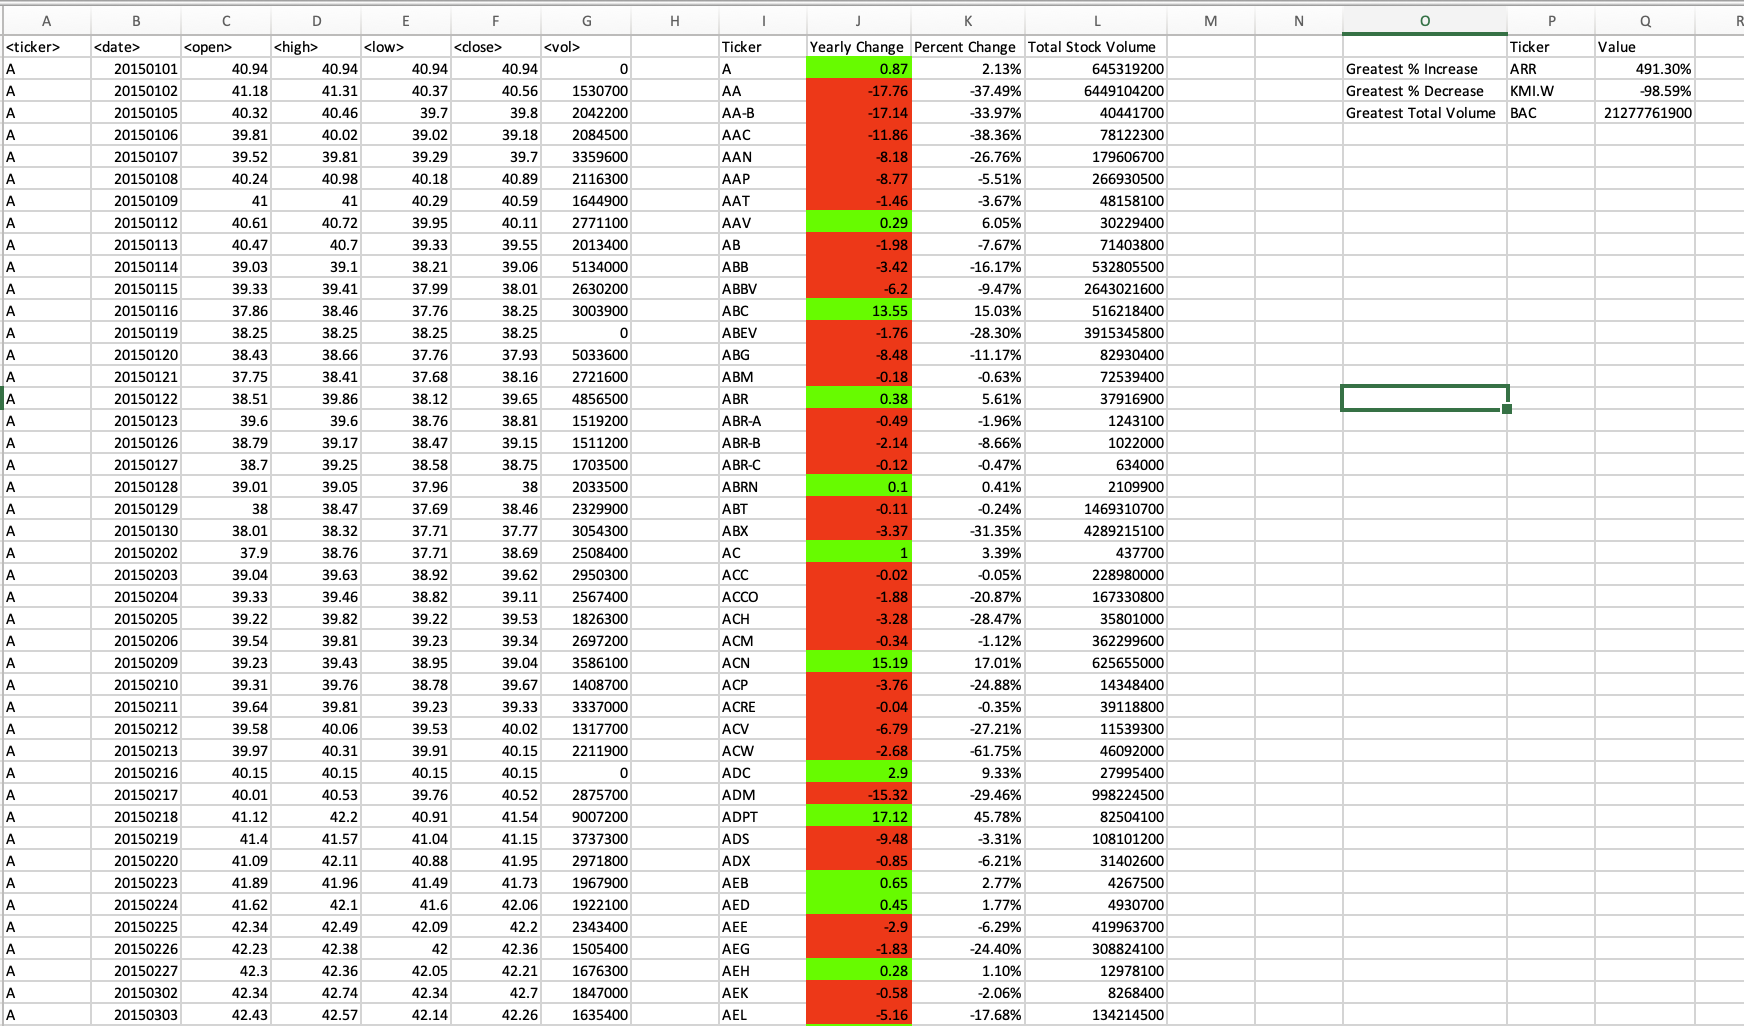 A B C D E F G H I J K L M N O P Q R
<ticker> <date> <open> <high> <low> <close> <vol> Ticker Yearly Change Percent Change Total Stock Volume Ticker Value
A 20150101 40.94 40.94 40.94 40.94 0 A 0.87 2.13% 645319200 Greatest % Increase ARR 491.30%
A 20150102 41.18 41.31 40.37 40.56 1530700 AA -17.76 -37.49% 6449104200 Greatest % Decrease KMI.W -98.59%
A 20150105 40.32 40.46 39.7 39.8 2042200 AA-B -17.14 -33.97% 40441700 Greatest Total Volume BAC 21277761900
A 20150106 39.81 40.02 39.02 39.18 2084500 AAC -11.86 -38.36% 78122300
A 20150107 39.52 39.81 39.29 39.7 3359600 AAN -8.18 -26.76% 179606700
A 20150108 40.24 40.98 40.18 40.89 2116300 AAP -8.77 -5.51% 266930500
A 20150109 41 41 40.29 40.59 1644900 AAT -1.46 -3.67% 48158100
A 20150112 40.61 40.72 39.95 40.11 2771100 AAV 0.29 6.05% 30229400
A 20150113 40.47 40.7 39.33 39.55 2013400 AB -1.98 -7.67% 71403800
A 20150114 39.03 39.1 38.21 39.06 5134000 ABB -3.42 -16.17% 532805500
A 20150115 39.33 39.41 37.99 38.01 2630200 ABBV -6.2 -9.47% 2643021600
A 20150116 37.86 38.46 37.76 38.25 3003900 ABC 13.55 15.03% 516218400
A 20150119 38.25 38.25 38.25 38.25 0 ABEV -1.76 -28.30% 3915345800
A 20150120 38.43 38.66 37.76 37.93 5033600 ABG -8.48 -11.17% 82930400
A 20150121 37.75 38.41 37.68 38.16 2721600 ABM -0.18 -0.63% 72539400
A 20150122 38.51 39.86 38.12 39.65 4856500 ABR 0.38 5.61% 37916900
A 20150123 39.6 39.6 38.76 38.81 1519200 ABR-A -0.49 -1.96% 1243100
A 20150126 38.79 39.17 38.47 39.15 1511200 ABR-B -2.14 -8.66% 1022000
A 20150127 38.7 39.25 38.58 38.75 1703500 ABR-C -0.12 -0.47% 634000
A 20150128 39.01 39.05 37.96 38 2033500 ABRN 0.1 0.41% 2109900
A 20150129 38 38.47 37.69 38.46 2329900 ABT -0.11 -0.24% 1469310700
A 20150130 38.01 38.32 37.71 37.77 3054300 ABX -3.37 -31.35% 4289215100
A 20150202 37.9 38.76 37.71 38.69 2508400 AC 1 3.39% 437700
A 20150203 39.04 39.63 38.92 39.62 2950300 ACC -0.02 -0.05% 228980000
A 20150204 39.33 39.46 38.82 39.11 2567400 ACCO -1.88 -20.87% 167330800
A 20150205 39.22 39.82 39.22 39.53 1826300 ACH -3.28 -28.47% 35801000
A 20150206 39.54 39.81 39.23 39.34 2697200 ACM -0.34 -1.12% 362299600
A 20150209 39.23 39.43 38.95 39.04 3586100 ACN 15.19 17.01% 625655000
A 20150210 39.31 39.76 38.78 39.67 1408700 ACP -3.76 -24.88% 14348400
A 20150211 39.64 39.81 39.23 39.33 3337000 ACRE -0.04 -0.35% 39118800
A 20150212 39.58 40.06 39.53 40.02 1317700 ACV -6.79 -27.21% 11539300
A 20150213 39.97 40.31 39.91 40.15 2211900 ACW -2.68 -61.75% 46092000
A 20150216 40.15 40.15 40.15 40.15 0 ADC 2.9 9.33% 27995400
A 20150217 40.01 40.53 39.76 40.52 2875700 ADM -15.32 -29.46% 998224500
A 20150218 41.12 42.2 40.91 41.54 9007200 ADPT 17.12 45.78% 82504100
A 20150219 41.4 41.57 41.04 41.15 3737300 ADS -9.48 -3.31% 108101200
A 20150220 41.09 42.11 40.88 41.95 2971800 ADX -0.85 -6.21% 31402600
A 20150223 41.89 41.96 41.49 41.73 1967900 AEB 0.65 2.77% 4267500
A 20150224 41.62 42.1 41.6 42.06 1922100 AED 0.45 1.77% 4930700
A 20150225 42.34 42.49 42.09 42.2 2343400 AEE -2.9 -6.29% 419963700
A 20150226 42.23 42.38 42 42.36 1505400 AEG -1.83 -24.40% 308824100
A 20150227 42.3 42.36 42.05 42.21 1676300 AEH 0.28 1.10% 12978100
A 20150302 42.34 42.74 42.34 42.7 1847000 AEK -0.58 -2.06% 8268400
A 20150303 42.43 42.57 42.14 42.26 1635400 AEL -5.16 -17.68% 134214500